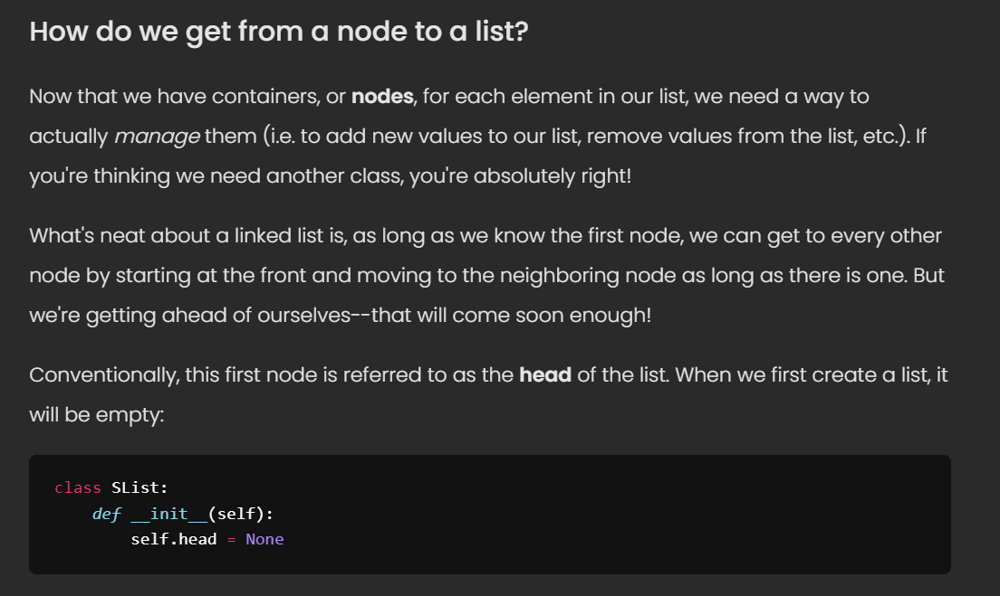 How do we get from a node to a list?
Now that we have containers, or nodes, for each element in our list, we need a way to
actually manage them (i.e. to add new values to our list, remove values from the list, etc.). If
you're thinking we need another class, you're absolutely right!
What's neat about a linked list is, as long as we know the first node, we can get to every other
node by starting at the front and moving to the neighboring node as long as there is one. But
we're getting ahead of ourselves--that will come soon enough!
Conventionally, this first node is referred to as the head of the list. When we first create a list, it
will be empty:
class SList:
    def __init__(self):
        self.head = None